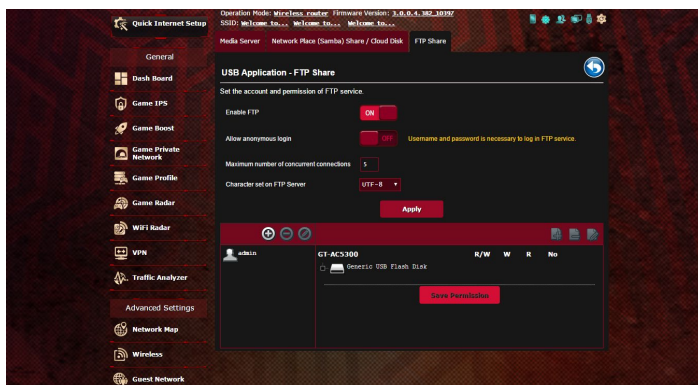 Quick Internet Setup
Operation Mode: Wireless router Firmware Version: 3.0.0.4.382_10397
SSID: Welcome to... Welcome to... Welcome to...
Media Server Network Place (Samba) Share / Cloud Disk FTP Share
General
Dash Board
Game IPS
Game Boost
Game Private
Network
Game Profile
Game Radar
WiFi Radar
VPN
Traffic Analyzer
Advanced Settings
Network Map
Wireless
Guest Network
USB Application - FTP Share
Set the account and permission of FTP service.
Enable FTP ON
Allow anonymous login OFF Username and password is necessary to log in FTP service.
Maximum number of concurrent connections 5
Character set on FTP Server UTF-8
Apply
admin
GT-AC5300 R/W W R No
Generic USB Flash Disk
Save Permission